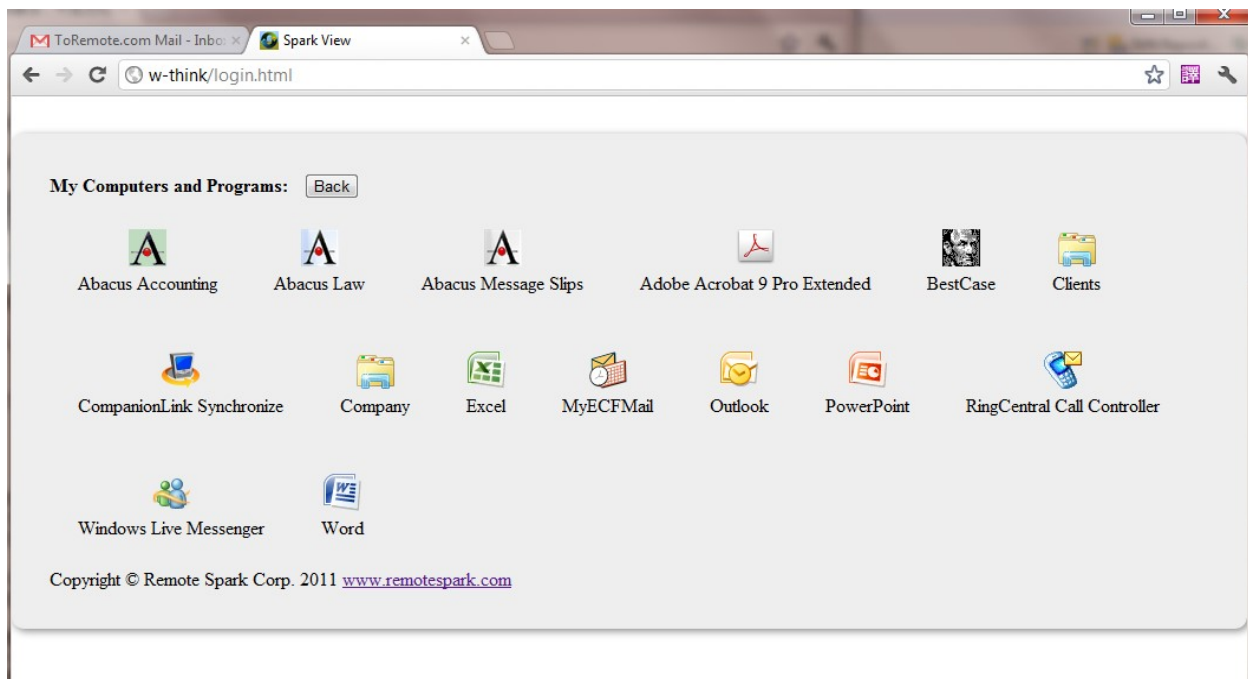 ToRemote.com Mail - Inbo
Spark View
w-think/login.html
My Computers and Programs: Back
Abacus Accounting Abacus Law Abacus Message Slips Adobe Acrobat 9 Pro Extended BestCase Clients
CompanionLink Synchronize Company Excel MyECFMail Outlook PowerPoint RingCentral Call Controller
Windows Live Messenger Word
Copyright © Remote Spark Corp. 2011 www.remotespark.com